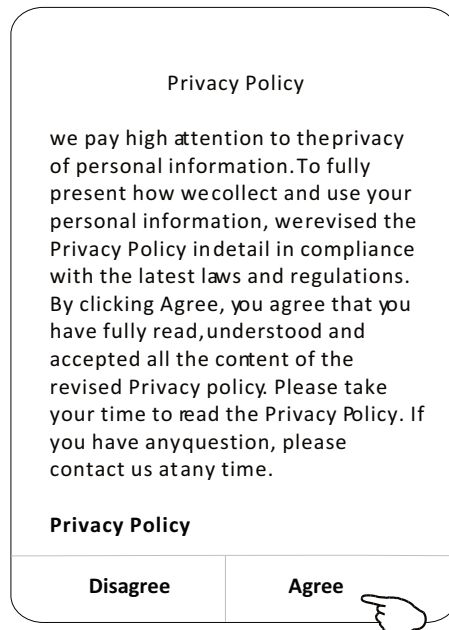 Privacy Policy
we pay high attention to theprivacy
of personal information.To fully
present how wecollect and use your
personal information, werevised the
Privacy Policy indetail in compliance
with the latest laws and regulations.
By clicking Agree, you agree that you
have fully read,understood and
accepted all the content of the
revised Privacy policy. Please take
your time to read the Privacy Policy. If
you have anyquestion, please
contact us atany time.
Privacy Policy
Disagree Agree